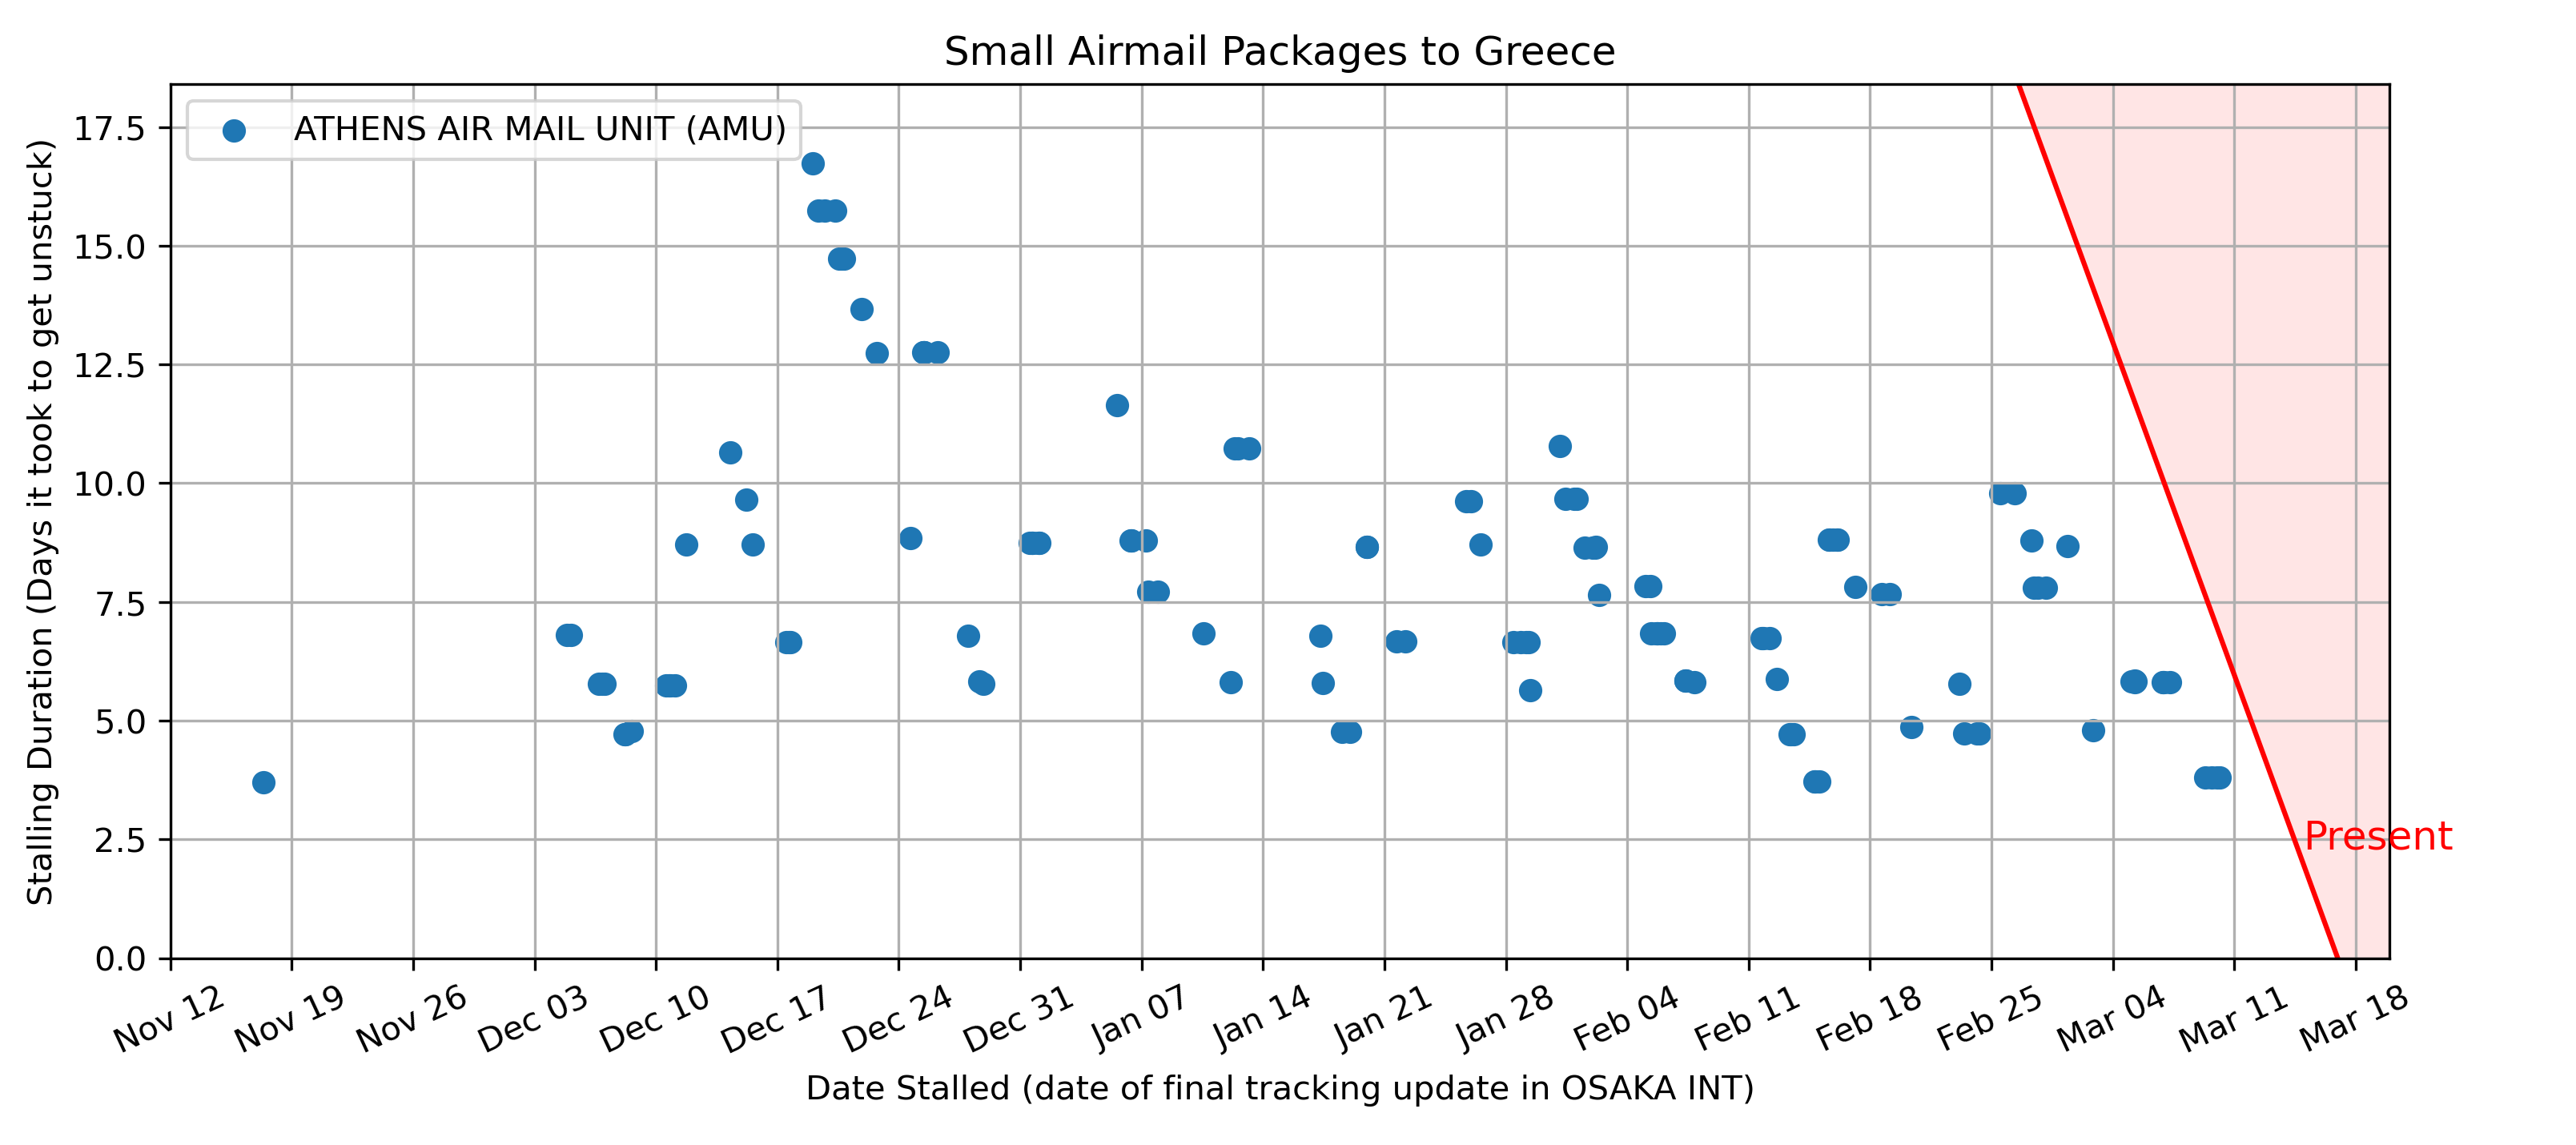 Small Airmail Packages to Greece
ATHENS AIR MAIL UNIT (AMU)
Stalling Duration (Days it took to get unstuck)
17.5
15.0
12.5
10.0
7.5
5.0
2.5
0.0
Present
Nov 12
Nov 19
Nov 26
Dec 03
Dec 10
Dec 17
Dec 24
Dec 31
Jan 07
Jan 14
Jan 21
Jan 28
Feb 04
Feb 11
Feb 18
Feb 25
Mar 04
Mar 11
Mar 18
Date Stalled (date of final tracking update in OSAKA INT)